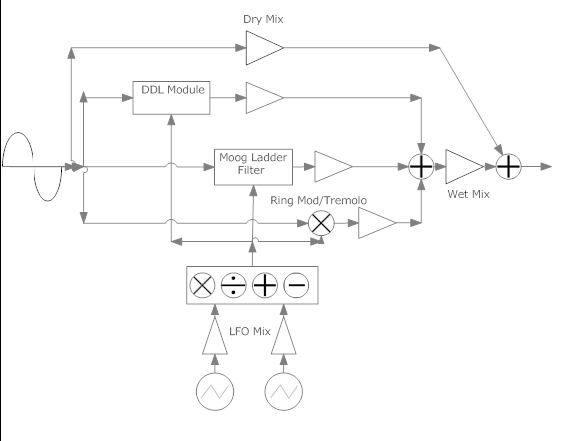 Dry Mix
DDL Module
Moog Ladder
Filter
Wet Mix
Ring Mod/Tremolo
LFO Mix